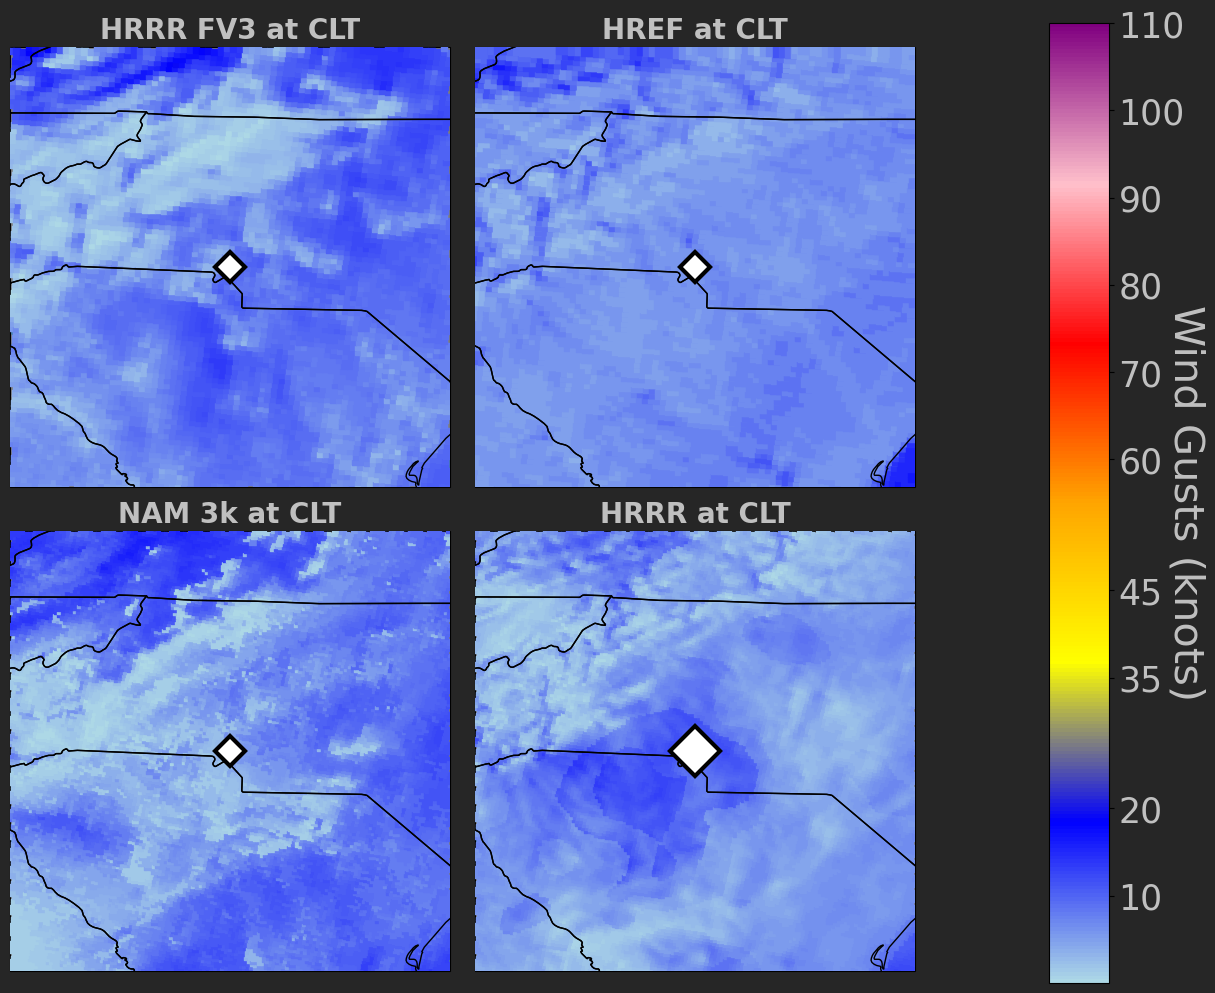 HRRR FV3 at CLT
HREF at CLT
NAM 3k at CLT
HRRR at CLT
110
100
90
80
70
60
45
35
20
10
Wind Gusts (knots)